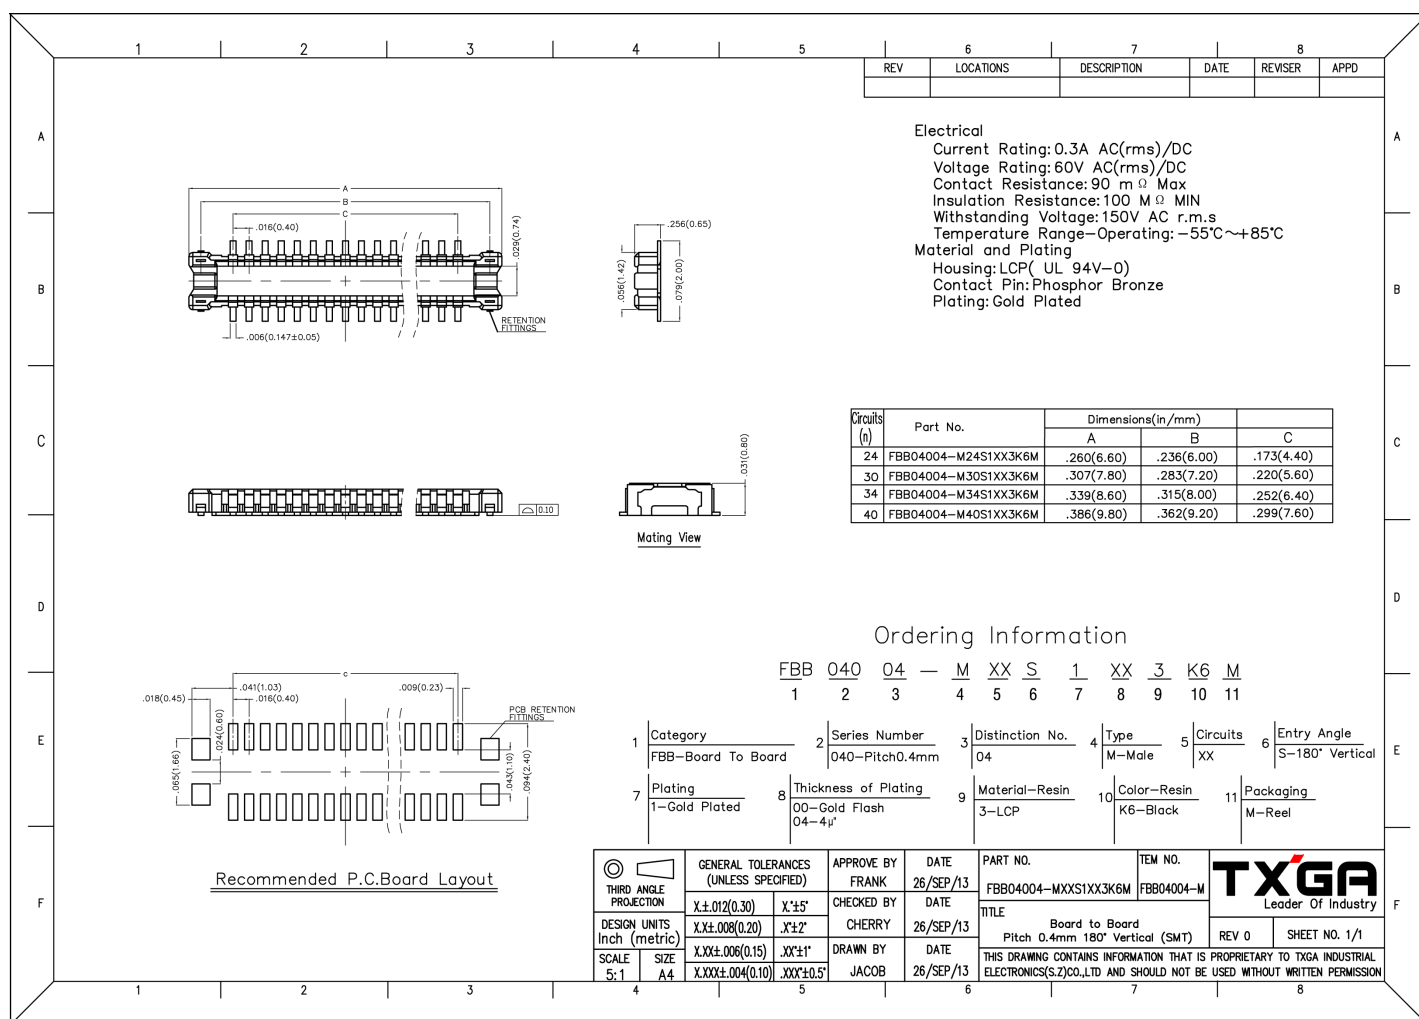 1 2 3 4 5 6 7 8
REV LOCATIONS DESCRIPTION DATE REVISER APPD
A A
B B
C C
D D
E E
F F
Electrical
Current Rating:0.3A AC(rms)/DC
Voltage Rating:60V AC(rms)/DC
Contact Resistance:90 mΩ Max
Insulation Resistance:100 MΩ MIN
Withstanding Voltage:150V AC r.m.s
Temperature Range-Operating:-55℃~+85℃
Material and Plating
Housing:LCP( UL 94V-0)
Contact Pin:Phosphor Bronze
Plating:Gold Plated
A
B
C
.016(0.40)
.029(0.74)
.006(0.147±0.05)
RETENTION
FITTINGS
.256(0.65)
.056(1.42)
.079(2.00)
0.10
.031(0.80)
Mating View
Circuits
(n) Part No. Dimensions(in/mm)
A B C
24 FBB04004-M24S1XX3K6M .260(6.60) .236(6.00) .173(4.40)
30 FBB04004-M30S1XX3K6M .307(7.80) .283(7.20) .220(5.60)
34 FBB04004-M34S1XX3K6M .339(8.60) .315(8.00) .252(6.40)
40 FBB04004-M40S1XX3K6M .386(9.80) .362(9.20) .299(7.60)
c
.041(1.03)
.009(0.23)
.018(0.45)
.016(0.40)
.024(0.60)
.065(1.66)
PCB RETENTION
FITTINGS
.043(1.10)
.094(2.40)
Recommended P.C.Board Layout
Ordering Information
FBB 040 04 - M XX S 1 XX 3 K6 M
1 2 3 4 5 6 7 8 9 10 11
1 Category
FBB-Board To Board
2 Series Number
040-Pitch0.4mm
3 Distinction No.
04
4 Type
M-Male
5 Circuits
XX
6 Entry Angle
S-180° Vertical
7 Plating
1-Gold Plated
8 Thickness of Plating
00-Gold Flash
04-4μ"
9 Material-Resin
3-LCP
10 Color-Resin
K6-Black
11 Packaging
M-Reel
THIRD ANGLE
PROJECTION
DESIGN UNITS
Inch (metric)
SCALE SIZE
5:1 A4
GENERAL TOLERANCES
(UNLESS SPECIFIED)
X.±.012(0.30) X.°±5°
X.X±.008(0.20) .X°±2°
X.XX±.006(0.15) .XX°±1°
X.XXX±.004(0.10) .XXX°±0.5°
APPROVE BY DATE
FRANK 26/SEP/13
CHECKED BY DATE
CHERRY 26/SEP/13
DRAWN BY DATE
JACOB 26/SEP/13
PART NO. TEM NO.
FBB04004-MXXS1XX3K6M FBB04004-M
TITLE
Board to Board
Pitch 0.4mm 180° Vertical (SMT)
TXGA
Leader Of Industry
REV 0 SHEET NO. 1/1
THIS DRAWING CONTAINS INFORMATION THAT IS PROPRIETARY TO TXGA INDUSTRIAL
ELECTRONICS(S.Z)CO.,LTD AND SHOULD NOT BE USED WITHOUT WRITTEN PERMISSION
1 2 3 4 5 6 7 8